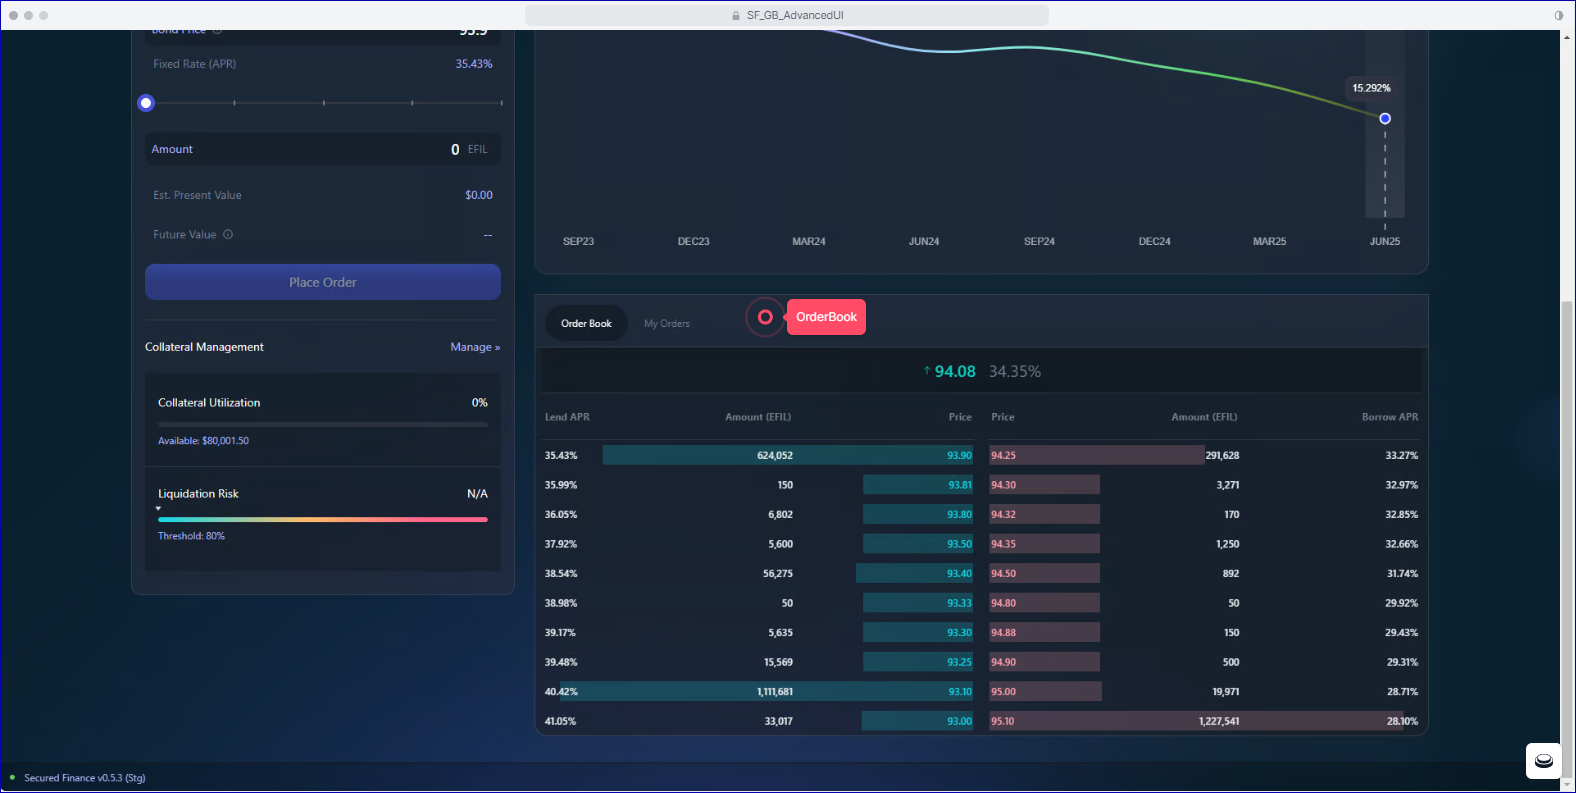 SF_GB_AdvancedUI
Bond Price 93.9
Fixed Rate (APR) 35.43%
Amount 0 EFIL
Est. Present Value $0.00
Future Value --
Place Order
Collateral Management Manage »
Collateral Utilization 0%
Available: $80,001.50
Liquidation Risk N/A
Threshold: 80%
15.292%
SEP23 DEC23 MAR24 JUN24 SEP24 DEC24 MAR25 JUN25
Order Book My Orders OrderBook
↑ 94.08 34.35%
Lend APR Amount (EFIL) Price Price Amount (EFIL) Borrow APR
35.43% 624,052 93.90 94.25 291,628 33.27%
35.99% 150 93.81 94.30 3,271 32.97%
36.05% 6,802 93.80 94.32 170 32.85%
37.92% 5,600 93.50 94.35 1,250 32.66%
38.54% 56,275 93.40 94.50 892 31.74%
38.98% 50 93.33 94.80 50 29.92%
39.17% 5,635 93.30 94.88 150 29.43%
39.48% 15,569 93.25 94.90 500 29.31%
40.42% 1,111,681 93.10 95.00 19,971 28.71%
41.05% 33,017 93.00 95.10 1,227,541 28.10%
Secured Finance v0.5.3 (Stg)